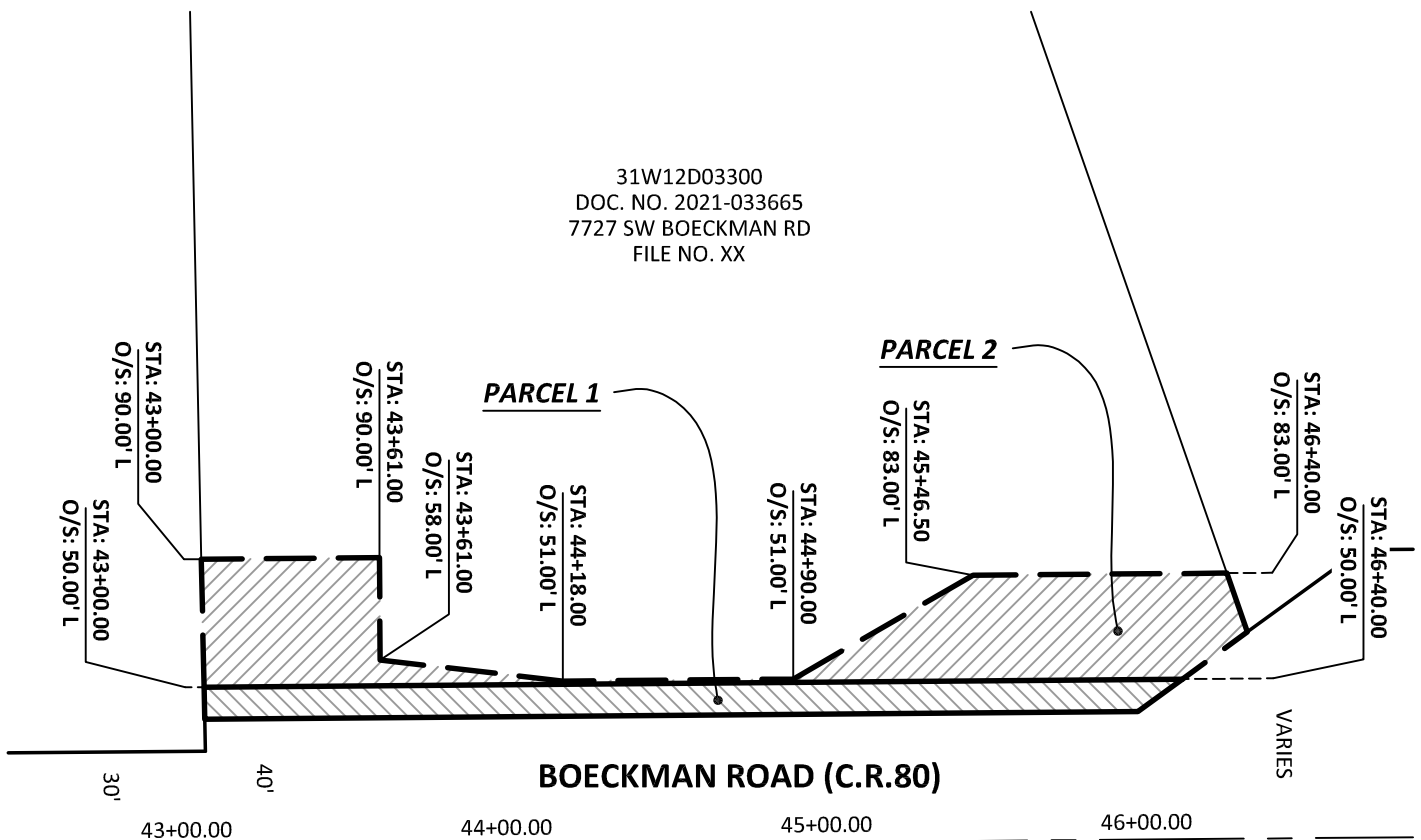 31W12D03300
DOC. NO. 2021-033665
7727 SW BOECKMAN RD
FILE NO. XX
PARCEL 2
PARCEL 1
STA: 43+00.00
O/S: 90.00' L
STA: 43+00.00
O/S: 50.00' L
STA: 43+61.00
O/S: 90.00' L
STA: 43+61.00
O/S: 58.00' L
STA: 44+18.00
O/S: 51.00' L
STA: 44+90.00
O/S: 51.00' L
STA: 45+46.50
O/S: 83.00' L
STA: 46+40.00
O/S: 83.00' L
STA: 46+40.00
O/S: 50.00' L
VARIES
30'
40'
BOECKMAN ROAD (C.R.80)
43+00.00
44+00.00
45+00.00
46+00.00